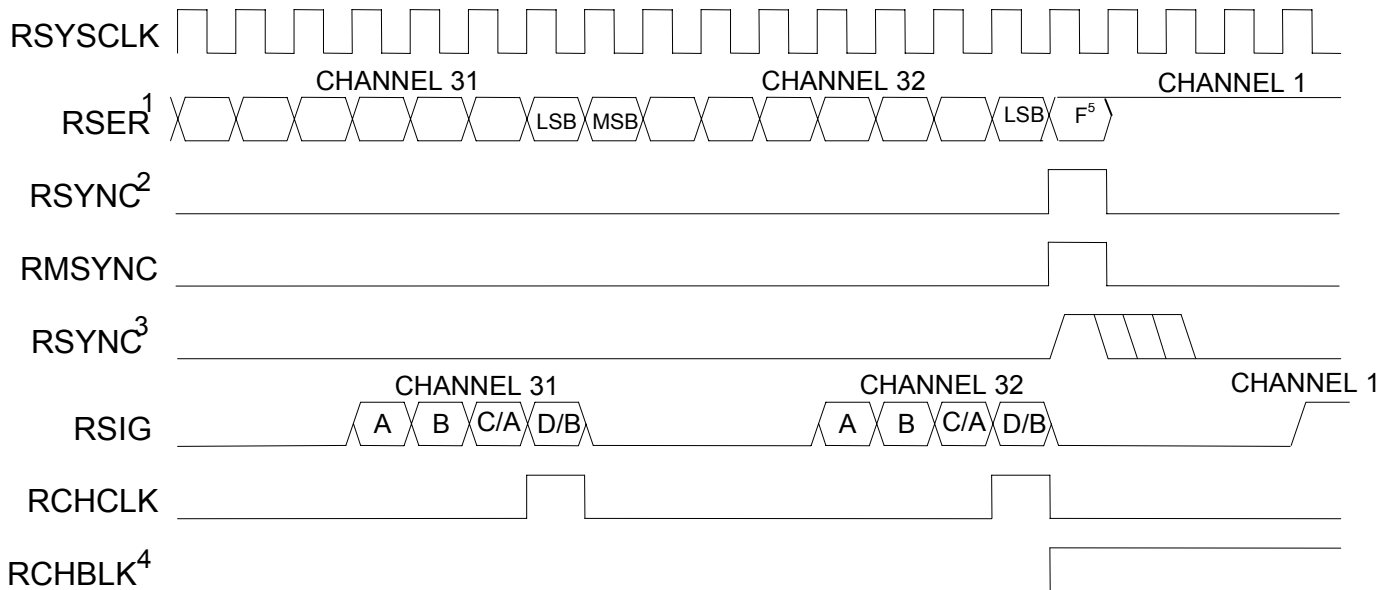 RSYSCLK
CHANNEL 31 CHANNEL 32 CHANNEL 1
RSER1 LSB MSB LSB F5
RSYNC2
RMSYNC
RSYNC3
CHANNEL 31 CHANNEL 32 CHANNEL 1
RSIG A B C/A D/B A B C/A D/B
RCHCLK
RCHBLK4